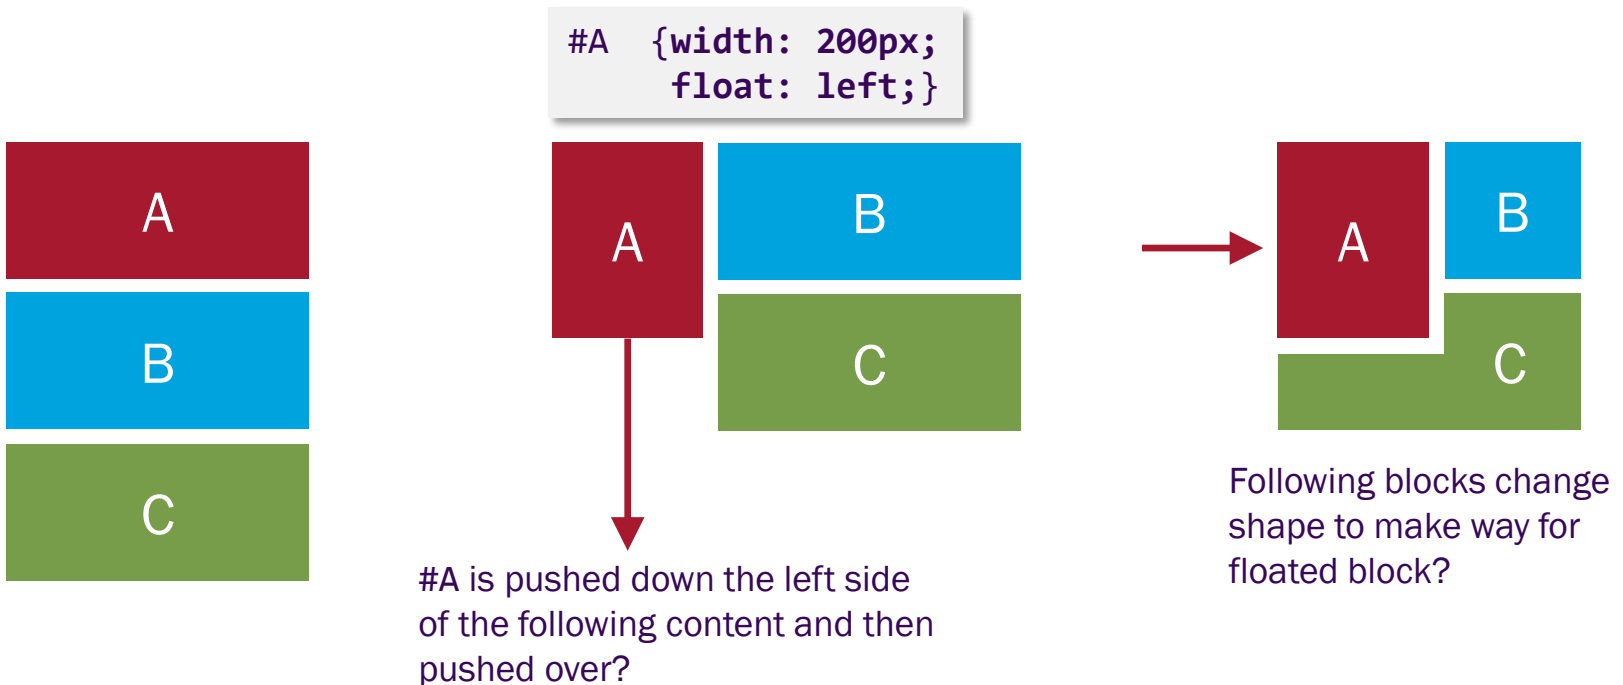 #A {width: 200px;
float: left;}
A
B
C
A
B
C
#A is pushed down the left side
of the following content and then
pushed over?
A
B
C
Following blocks change
shape to make way for
floated block?